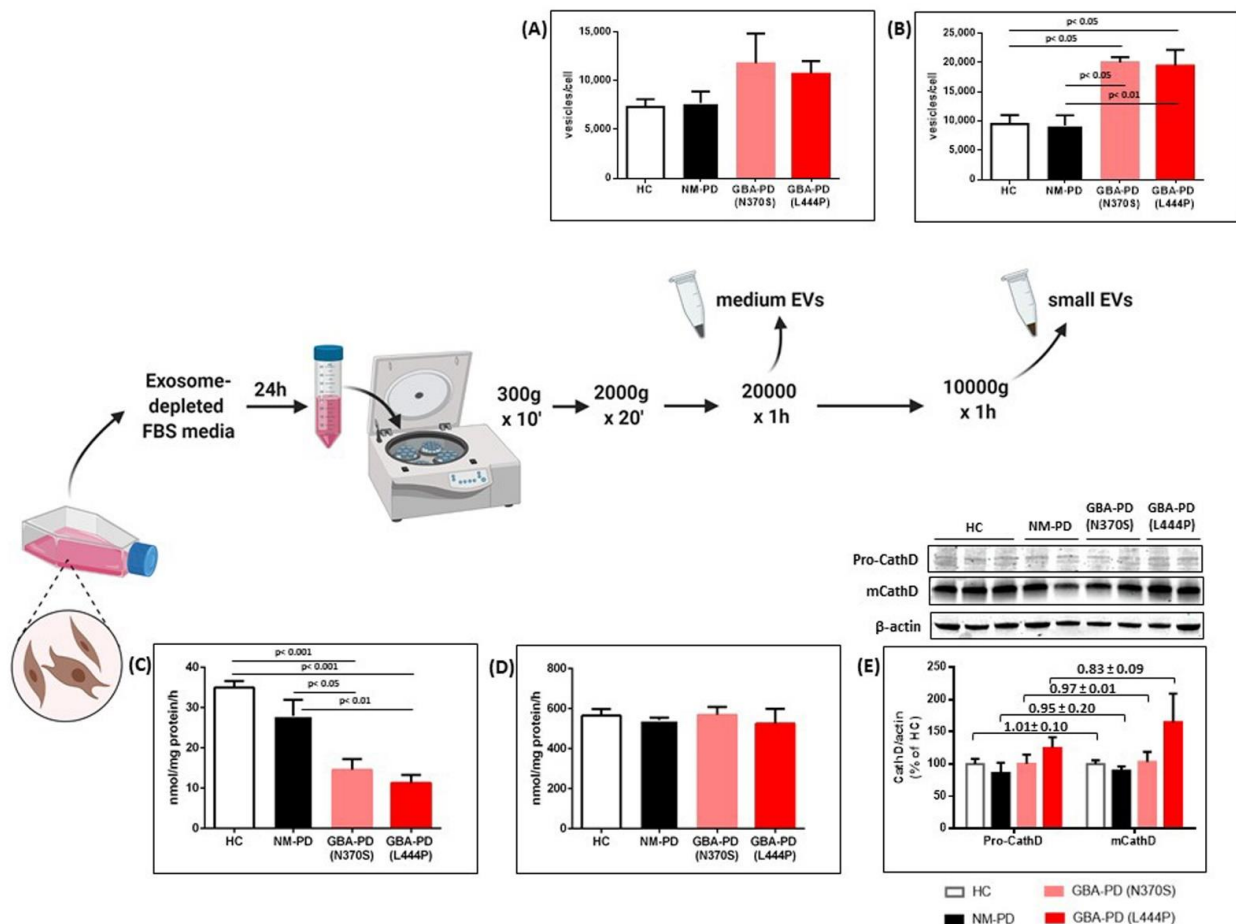 (A)
vesicles/cell
15,000
10,000
5,000
0
HC
NM-PD
GBA-PD
(N370S)
GBA-PD
(L444P)
(B)
vesicles/cell
25,000
20,000
15,000
10,000
5,000
0
p< 0.05
p< 0.05
p< 0.05
p< 0.01
HC
NM-PD
GBA-PD
(N370S)
GBA-PD
(L444P)
Exosome-
depleted
FBS media
24h
300g
x 10'
2000g
x 20'
20000
x 1h
medium EVs
10000g
x 1h
small EVs
HC
NM-PD
GBA-PD
(N370S)
GBA-PD
(L444P)
Pro-CathD
mCathD
β-actin
(C)
nmol/mg protein/h
40
30
20
10
0
p< 0.001
p< 0.001
p< 0.05
p< 0.01
HC
NM-PD
GBA-PD
(N370S)
GBA-PD
(L444P)
(D)
nmol/mg protein/h
800
600
400
200
0
HC
NM-PD
GBA-PD
(N370S)
GBA-PD
(L444P)
(E)
CathD/actin
(% of HC)
250
200
150
100
50
0
0.83 ± 0.09
0.97 ± 0.01
0.95 ± 0.20
1.01± 0.10
Pro-CathD
mCathD
HC
GBA-PD (N370S)
NM-PD
GBA-PD (L444P)